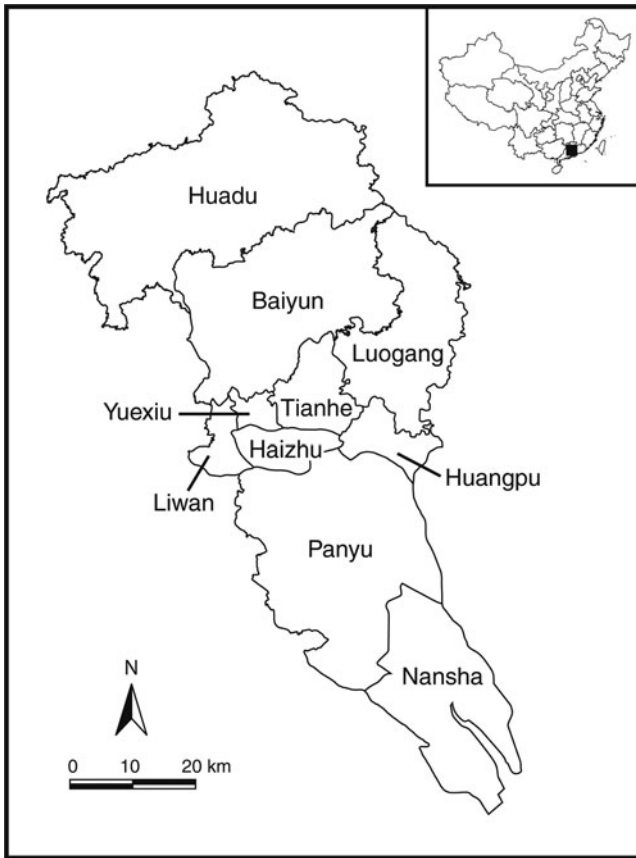 Huadu
Baiyun
Luogang
Yuexiu
Tianhe
Haizhu
Liwan
Huangpu
Panyu
Nansha
N
0 10 20 km